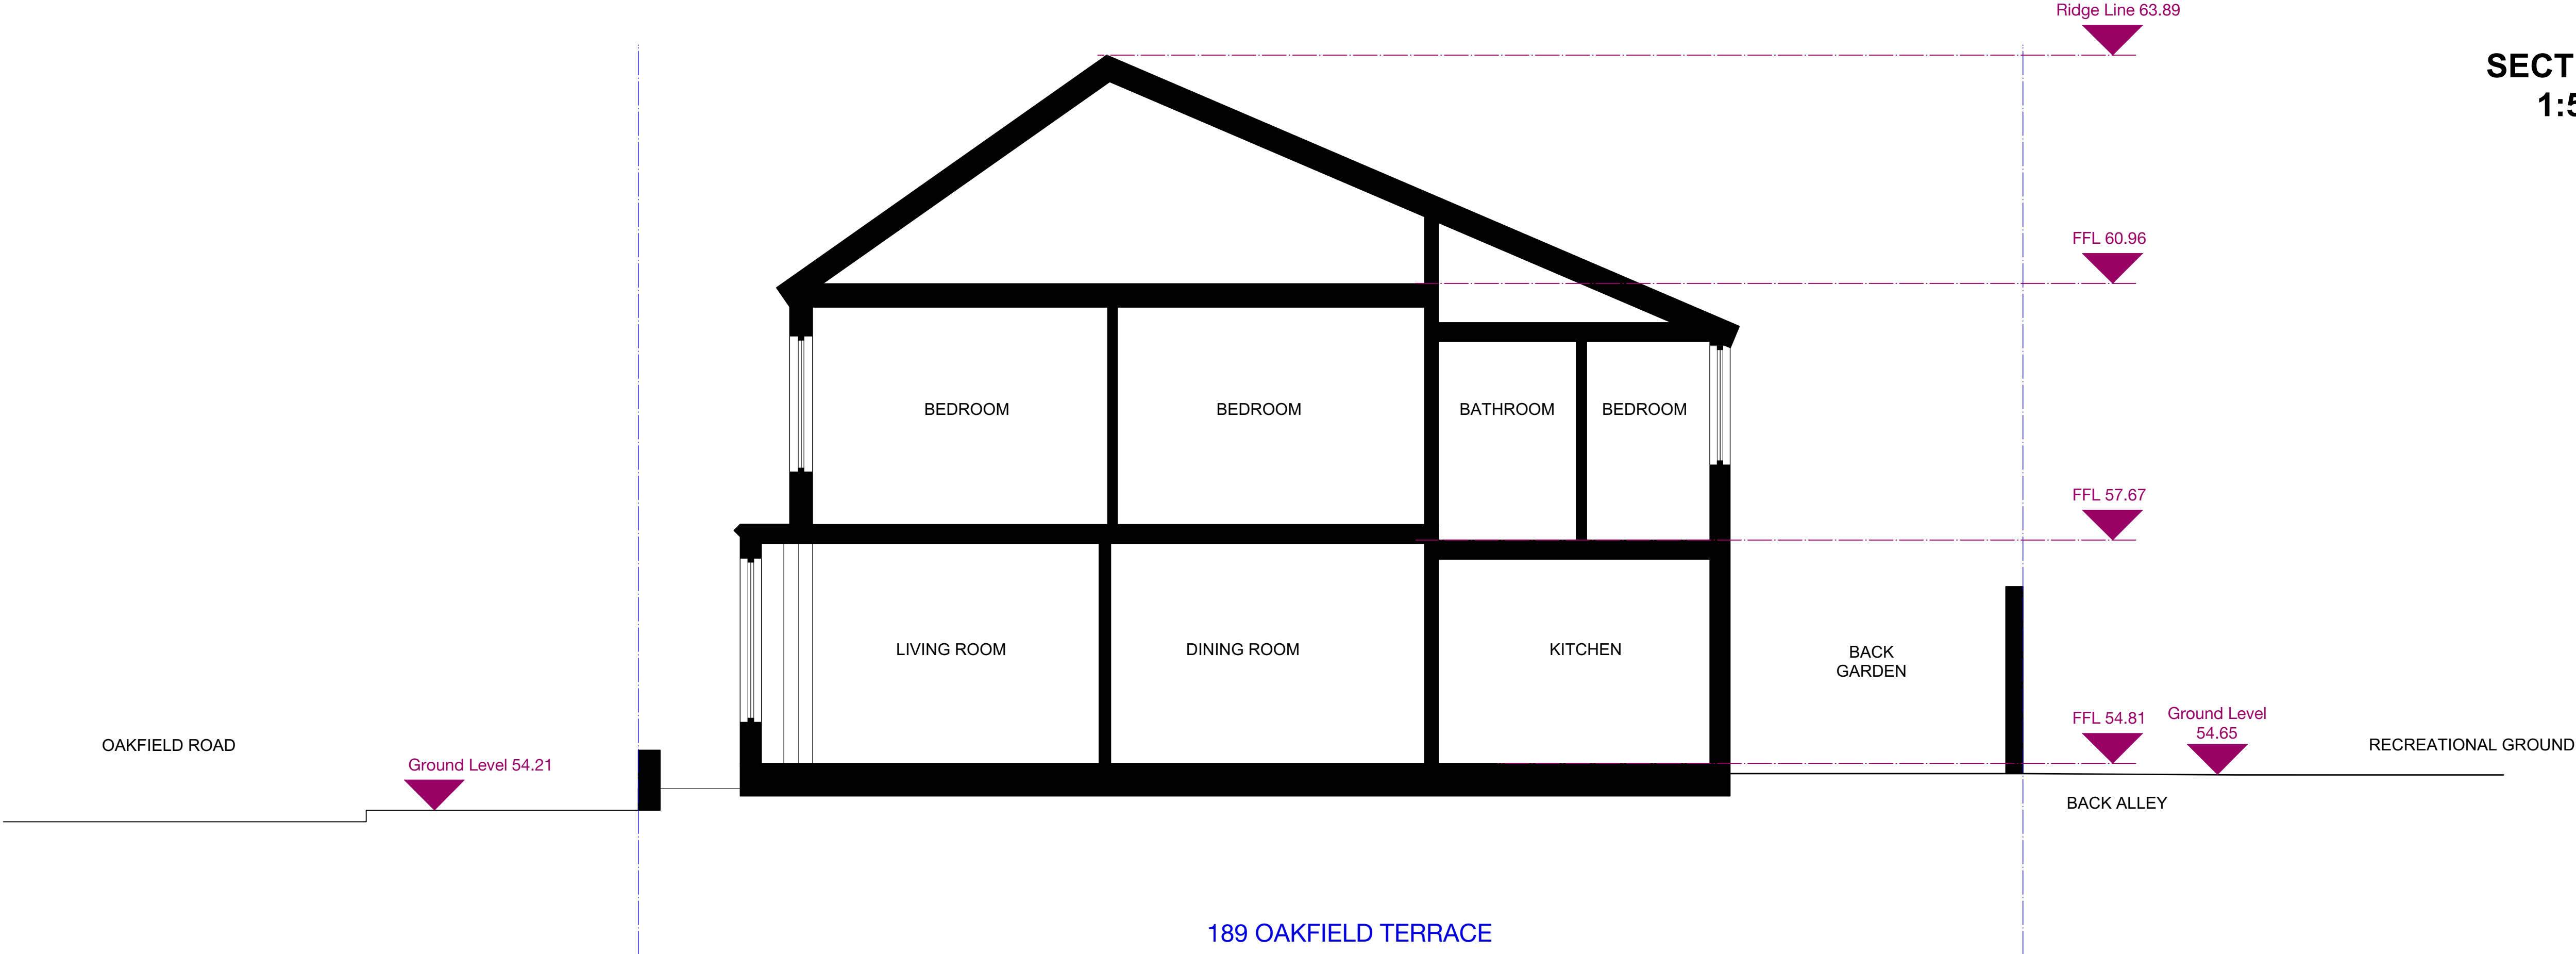 Ridge Line 63.89
SECT
1:5
FFL 60.96
BEDROOM
BEDROOM
BATHROOM
BEDROOM
FFL 57.67
LIVING ROOM
DINING ROOM
KITCHEN
BACK
GARDEN
OAKFIELD ROAD
Ground Level 54.21
FFL 54.81
Ground Level
54.65
RECREATIONAL GROUND
BACK ALLEY
189 OAKFIELD TERRACE